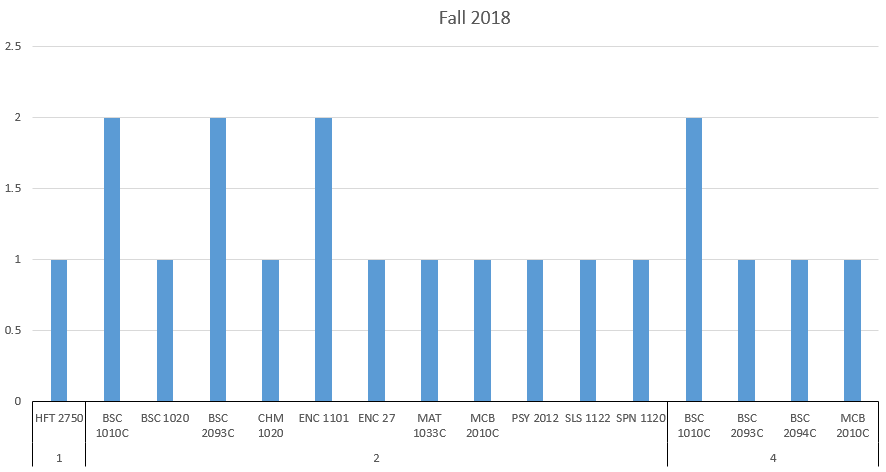 Fall 2018
2.5
2
1.5
1
0.5
0
HFT 2750 BSC 1010C BSC 1020 BSC 2093C CHM 1020 ENC 1101 ENC 27 MAT 1033C MCB 2010C PSY 2012 SLS 1122 SPN 1120 BSC 1010C BSC 2093C BSC 2094C MCB 2010C
1 2 4